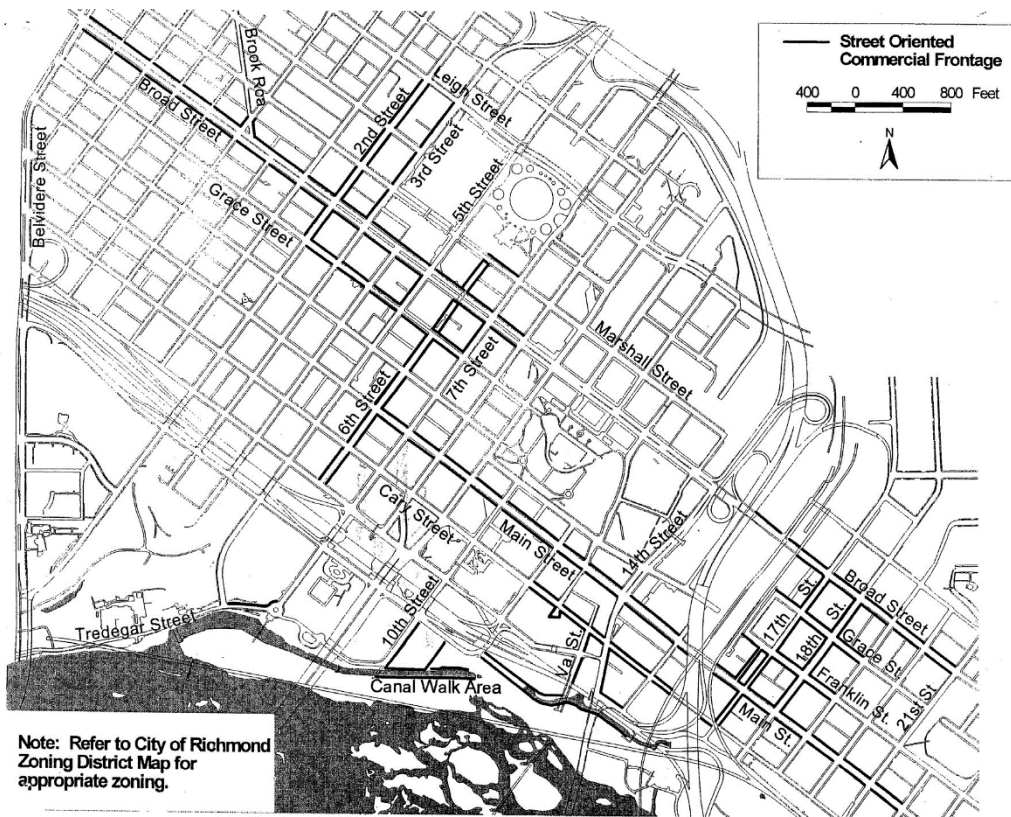 Street Oriented
Commercial Frontage
400 0 400 800 Feet
N
Brook Roa
Broad Street
Leigh Street
2nd Street
3rd Street
5th Street
Belvidere Street
Grace Street
Marshall Street
7th Street
6th Street
Cary Street
Main Street
14th Street
10th Street
Va St.
Tredegar Street
Canal Walk Area
Broad Street
17th St.
18th St.
Grace St.
Franklin St.
21st St
Main St.
Note: Refer to City of Richmond
Zoning District Map for
appropriate zoning.